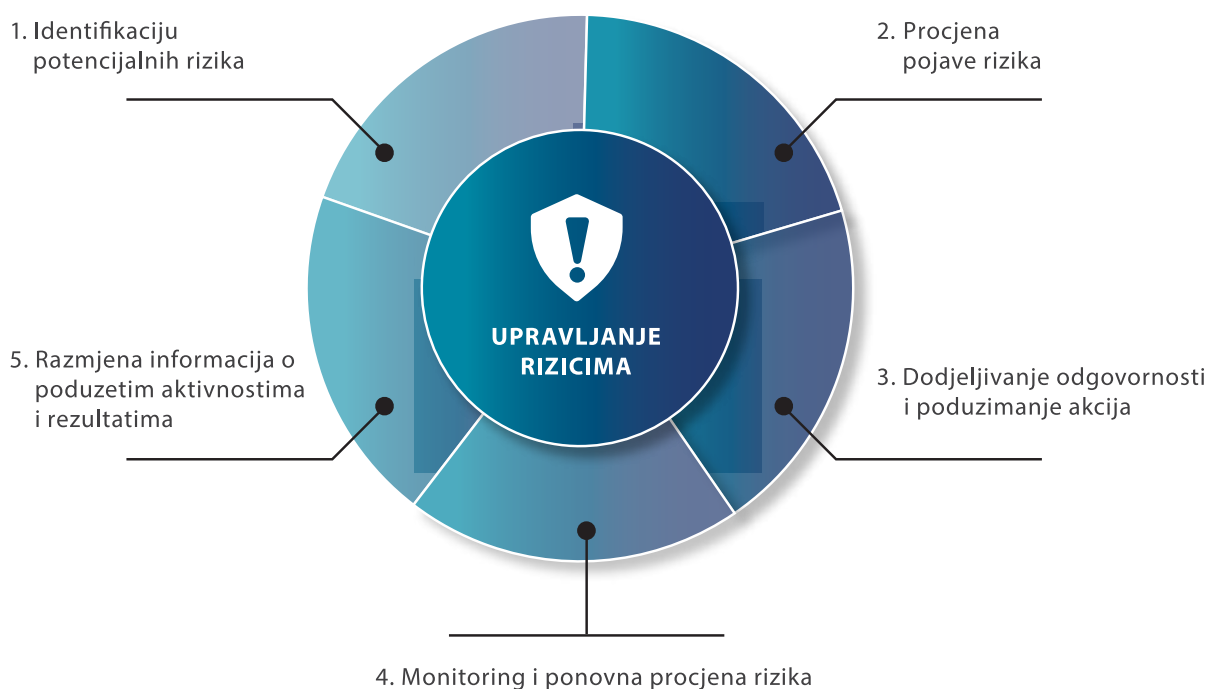 1. Identifikaciju
potencijalnih rizika
2. Procjena
pojave rizika
UPRAVLJANJE
RIZICIMA
3. Dodjeljivanje odgovornosti
i poduzimanje akcija
4. Monitoring i ponovna procjena rizika
5. Razmjena informacija o
poduzetim aktivnostima
i rezultatima